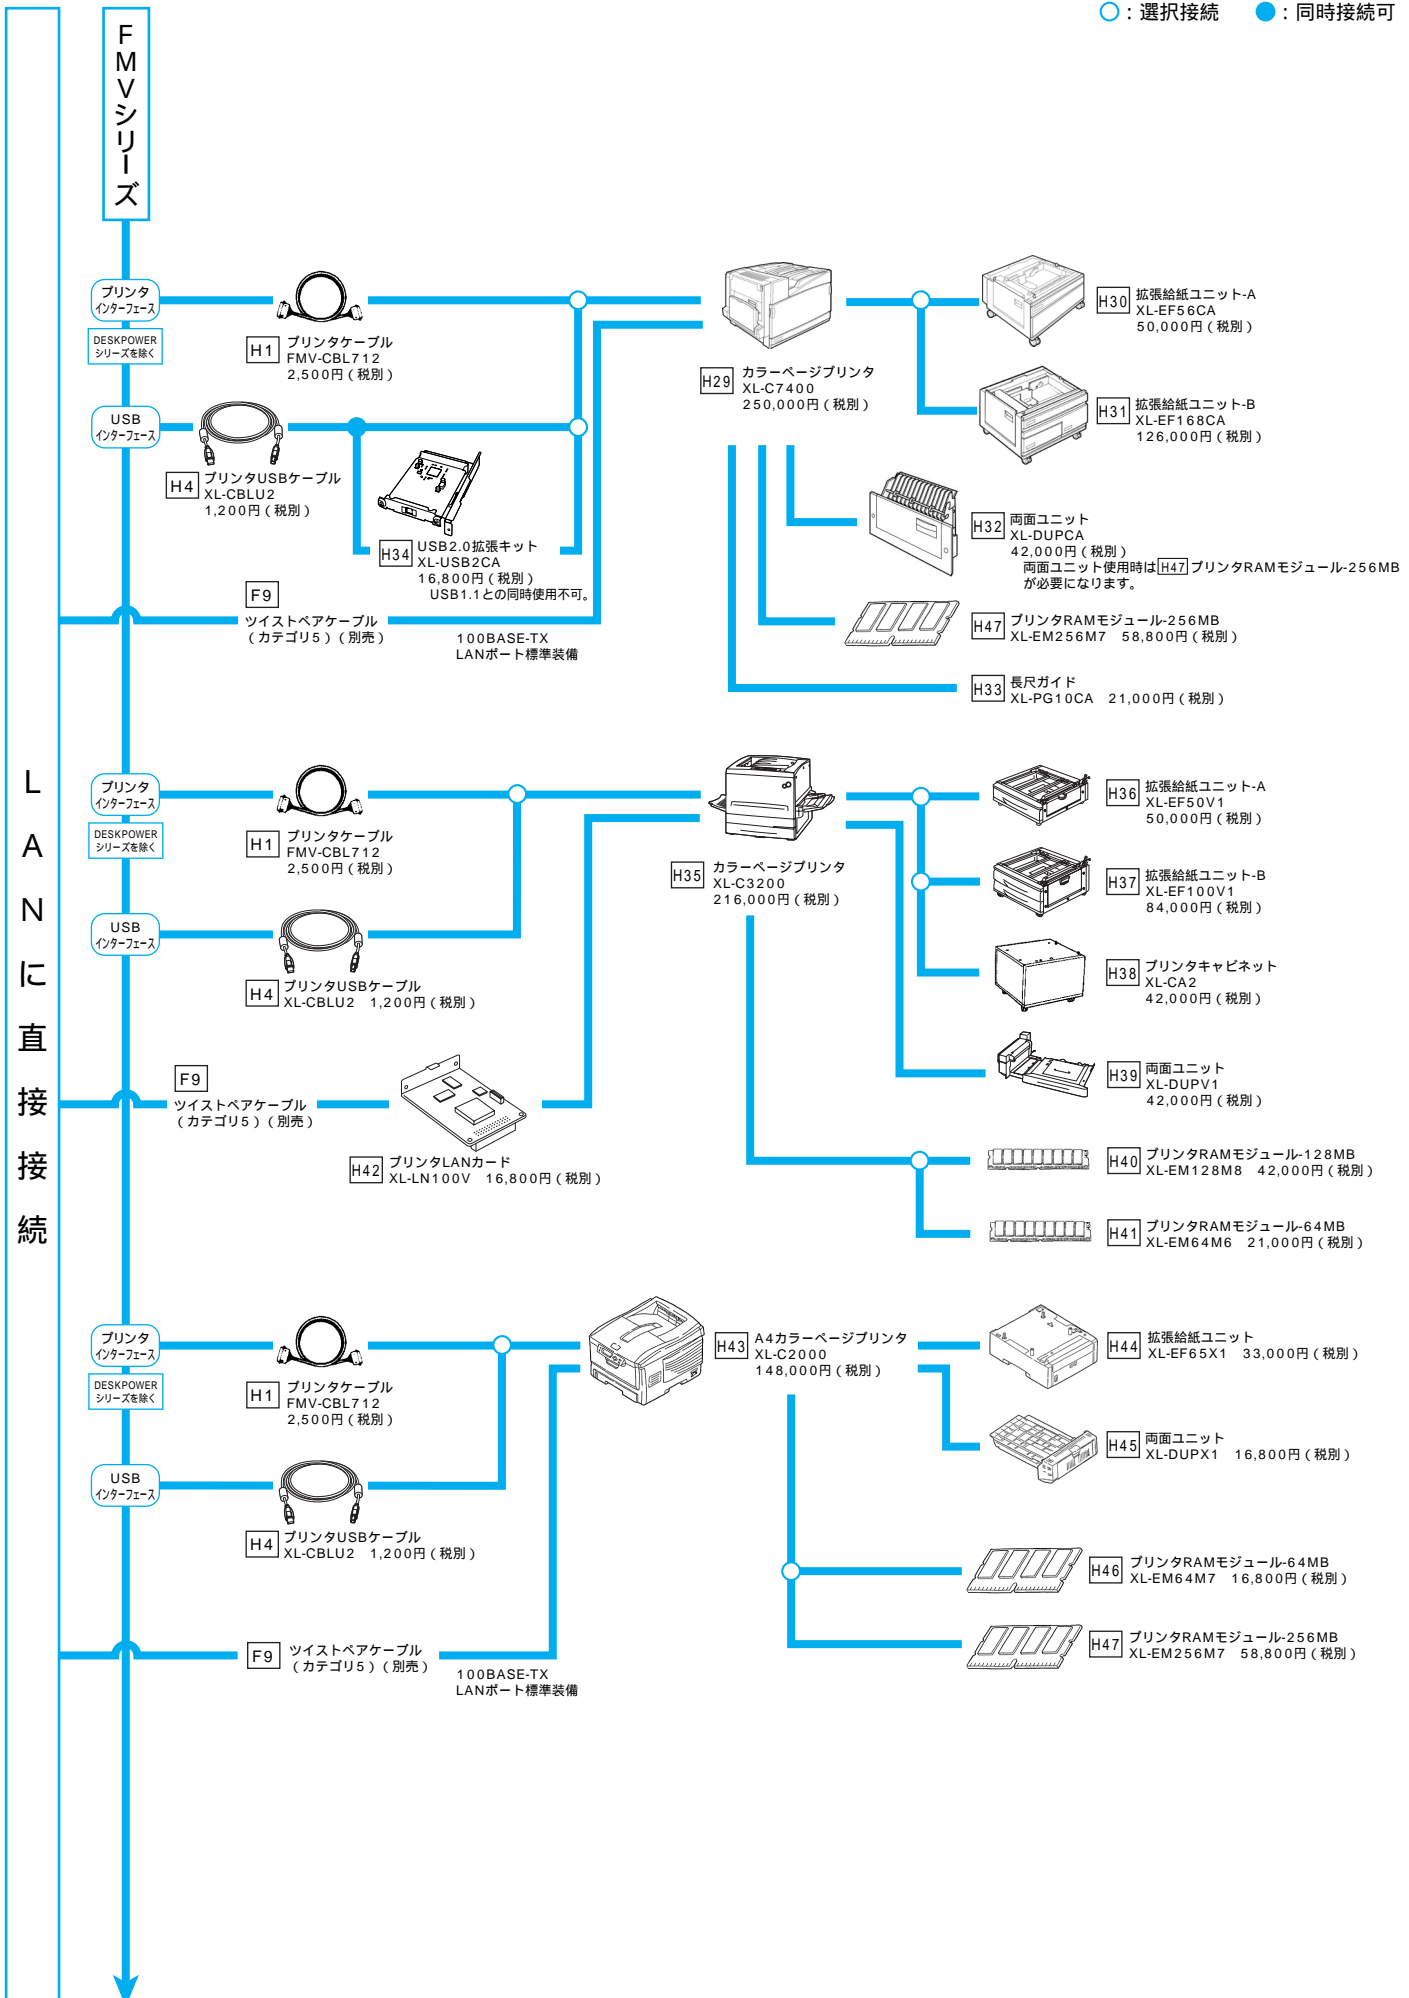 ○：選択接続　●：同時接続可
FMVシリーズ
LANに直接接続
プリンタ
インターフェース
DESKPOWER
シリーズを除く
H1 プリンタケーブル
FMV-CBL712
2,500円（税別）
USB
インターフェース
H4 プリンタUSBケーブル
XL-CBLU2
1,200円（税別）
H34 USB2.0拡張キット
XL-USB2CA
16,800円（税別）
USB1.1との同時使用不可。
F9
ツイストペアケーブル
（カテゴリ5）（別売）
100BASE-TX
LANポート標準装備
H29 カラーページプリンタ
XL-C7400
250,000円（税別）
H30 拡張給紙ユニット-A
XL-EF56CA
50,000円（税別）
H31 拡張給紙ユニット-B
XL-EF168CA
126,000円（税別）
H32 両面ユニット
XL-DUPCA
42,000円（税別）
両面ユニット使用時はH47プリンタRAMモジュール-256MB
が必要になります。
H47 プリンタRAMモジュール-256MB
XL-EM256M7　58,800円（税別）
H33 長尺ガイド
XL-PG10CA　21,000円（税別）
プリンタ
インターフェース
DESKPOWER
シリーズを除く
H1 プリンタケーブル
FMV-CBL712
2,500円（税別）
USB
インターフェース
H4 プリンタUSBケーブル
XL-CBLU2　1,200円（税別）
F9
ツイストペアケーブル
（カテゴリ5）（別売）
H42 プリンタLANカード
XL-LN100V　16,800円（税別）
H35 カラーページプリンタ
XL-C3200
216,000円（税別）
H36 拡張給紙ユニット-A
XL-EF50V1
50,000円（税別）
H37 拡張給紙ユニット-B
XL-EF100V1
84,000円（税別）
H38 プリンタキャビネット
XL-CA2
42,000円（税別）
H39 両面ユニット
XL-DUPV1
42,000円（税別）
H40 プリンタRAMモジュール-128MB
XL-EM128M8　42,000円（税別）
H41 プリンタRAMモジュール-64MB
XL-EM64M6　21,000円（税別）
プリンタ
インターフェース
DESKPOWER
シリーズを除く
H1 プリンタケーブル
FMV-CBL712
2,500円（税別）
USB
インターフェース
H4 プリンタUSBケーブル
XL-CBLU2　1,200円（税別）
F9 ツイストペアケーブル
（カテゴリ5）（別売）
100BASE-TX
LANポート標準装備
H43 A4カラーページプリンタ
XL-C2000
148,000円（税別）
H44 拡張給紙ユニット
XL-EF65X1　33,000円（税別）
H45 両面ユニット
XL-DUPX1　16,800円（税別）
H46 プリンタRAMモジュール-64MB
XL-EM64M7　16,800円（税別）
H47 プリンタRAMモジュール-256MB
XL-EM256M7　58,800円（税別）